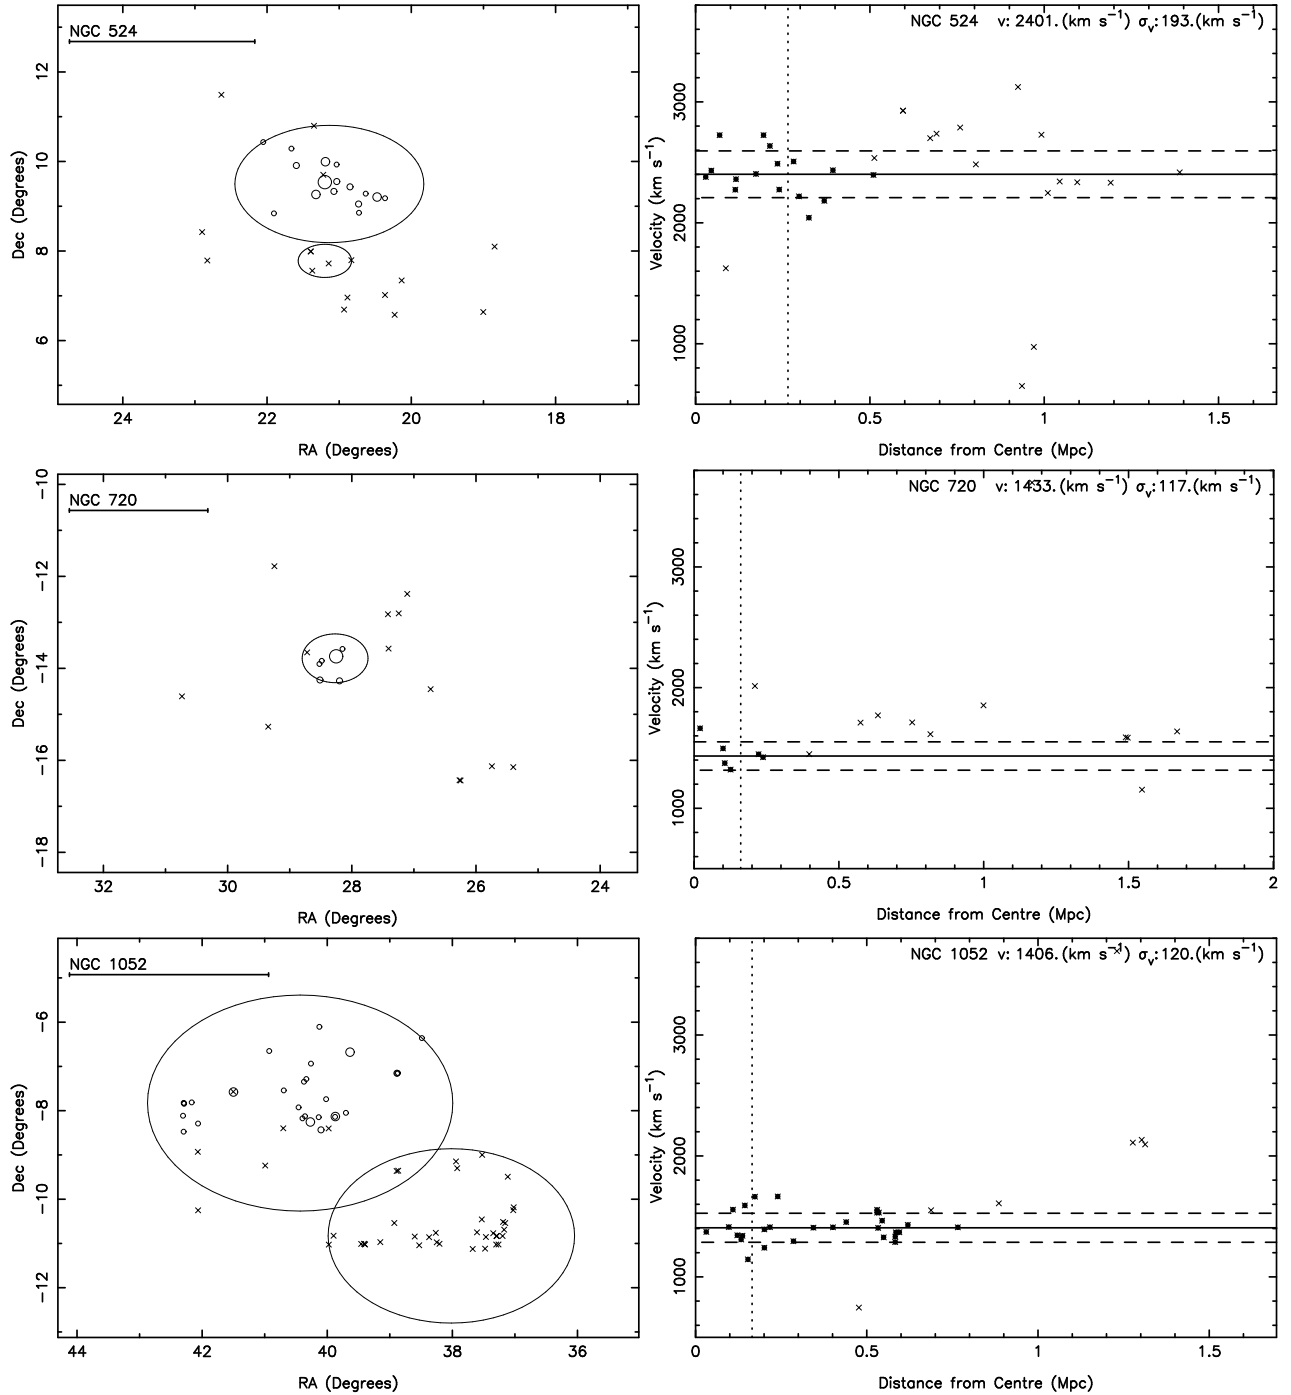 NGC 524
12
10
8
6
Dec (Degrees)
24
22
20
18
RA (Degrees)
NGC 524 v: 2401.(km s⁻¹) σᵥ:193.(km s⁻¹)
3000
2000
1000
Velocity (km s⁻¹)
0
0.5
1
1.5
Distance from Centre (Mpc)
NGC 720
−10
−12
−14
−16
−18
Dec (Degrees)
32
30
28
26
24
RA (Degrees)
NGC 720 v: 1433.(km s⁻¹) σᵥ:117.(km s⁻¹)
3000
2000
1000
Velocity (km s⁻¹)
0
0.5
1
1.5
2
Distance from Centre (Mpc)
NGC 1052
−6
−8
−10
−12
Dec (Degrees)
44
42
40
38
36
RA (Degrees)
NGC 1052 v: 1406.(km s⁻¹) σᵥ:120.(km s⁻¹)
3000
2000
1000
Velocity (km s⁻¹)
0
0.5
1
1.5
Distance from Centre (Mpc)